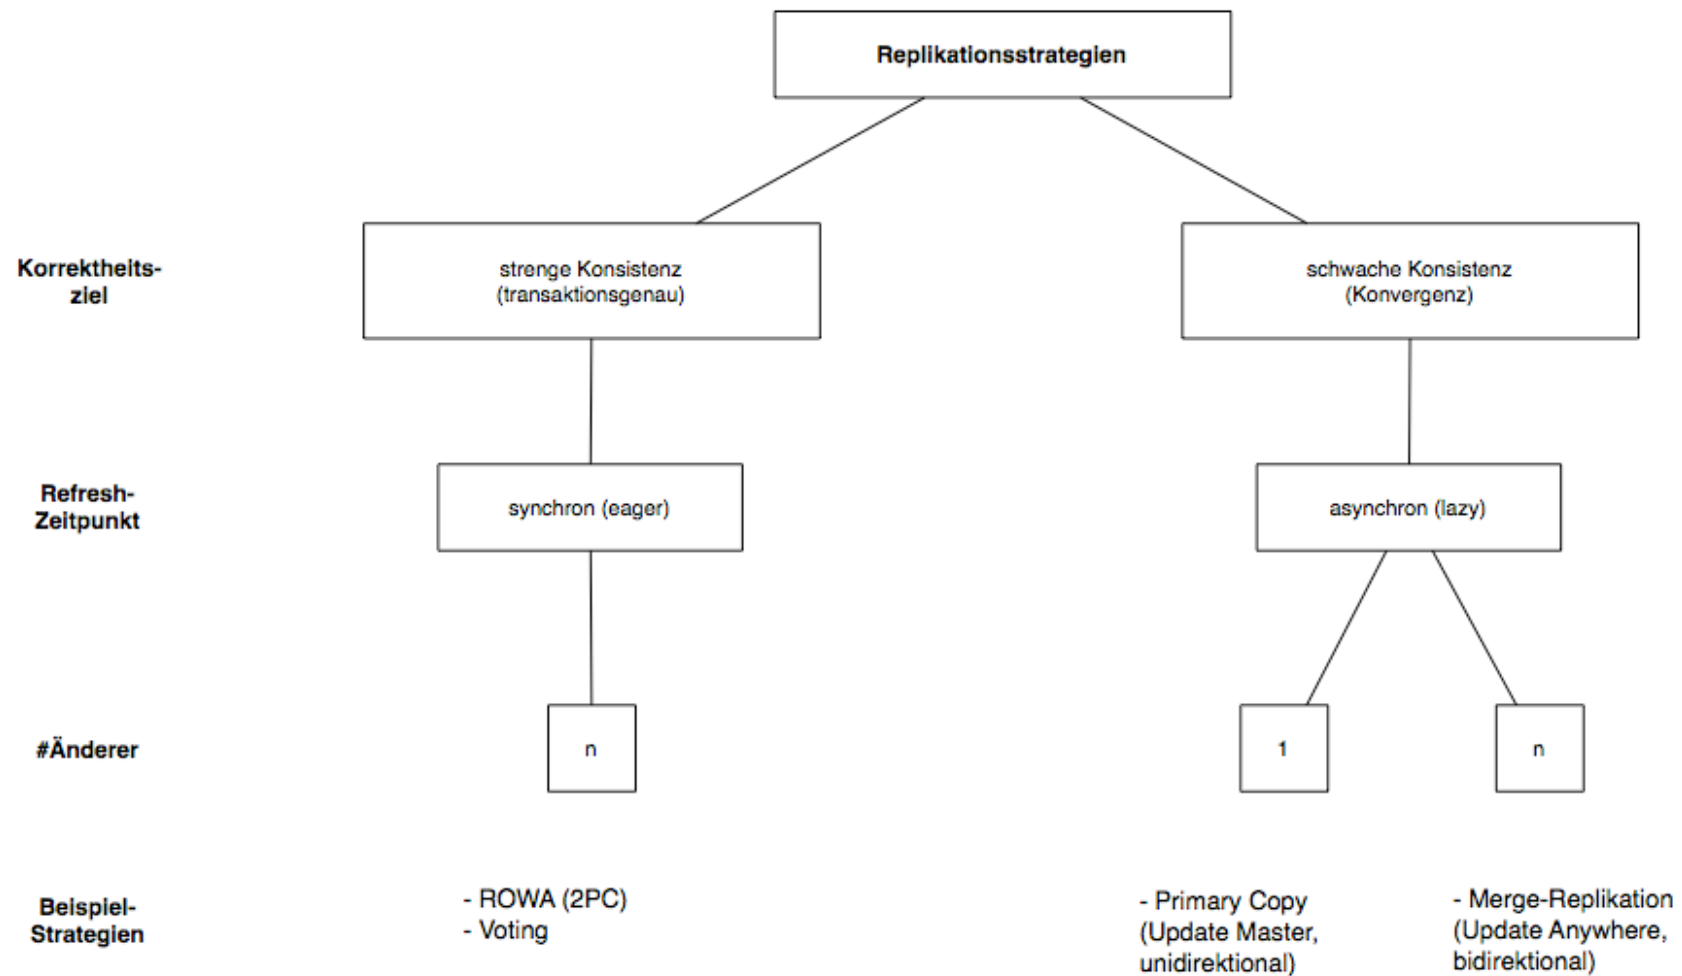 Replikationsstrategien
Korrektheits-
ziel
strenge Konsistenz
(transaktionsgenau)
schwache Konsistenz
(Konvergenz)
Refresh-
Zeitpunkt
synchron (eager)
asynchron (lazy)
#Änderer
n
1
n
Beispiel-
Strategien
- ROWA (2PC)
- Voting
- Primary Copy
(Update Master,
unidirektional)
- Merge-Replikation
(Update Anywhere,
bidirektional)